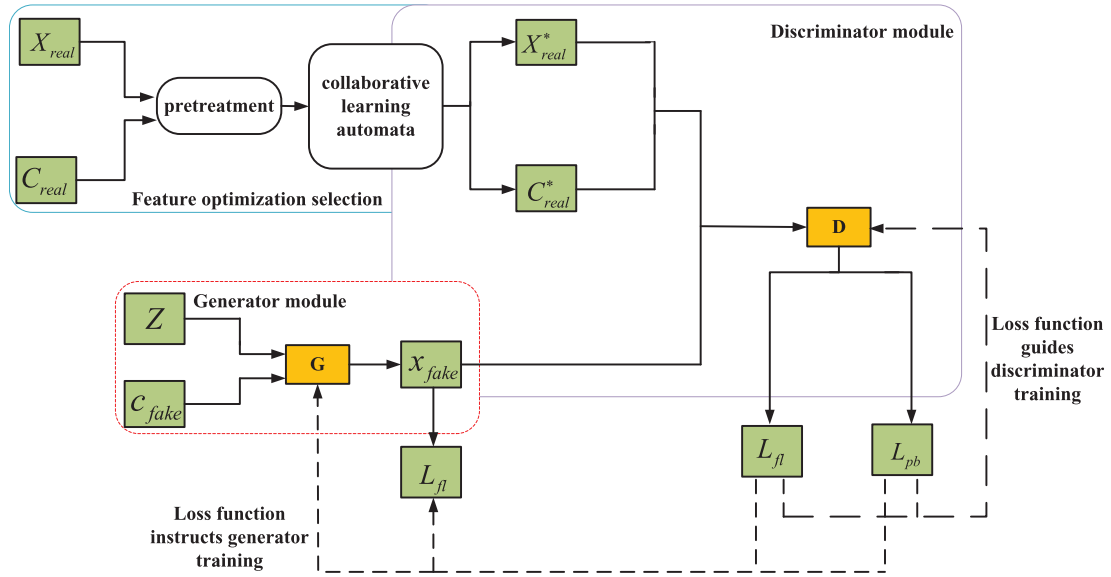 X_real
C_real
pretreatment
collaborative
learning
automata
Feature optimization selection
X*_real
C*_real
Discriminator module
D
Generator module
Z
c_fake
G
x_fake
L_fl
L_fl
L_pb
Loss function
guides
discriminator
training
Loss function
instructs generator
training